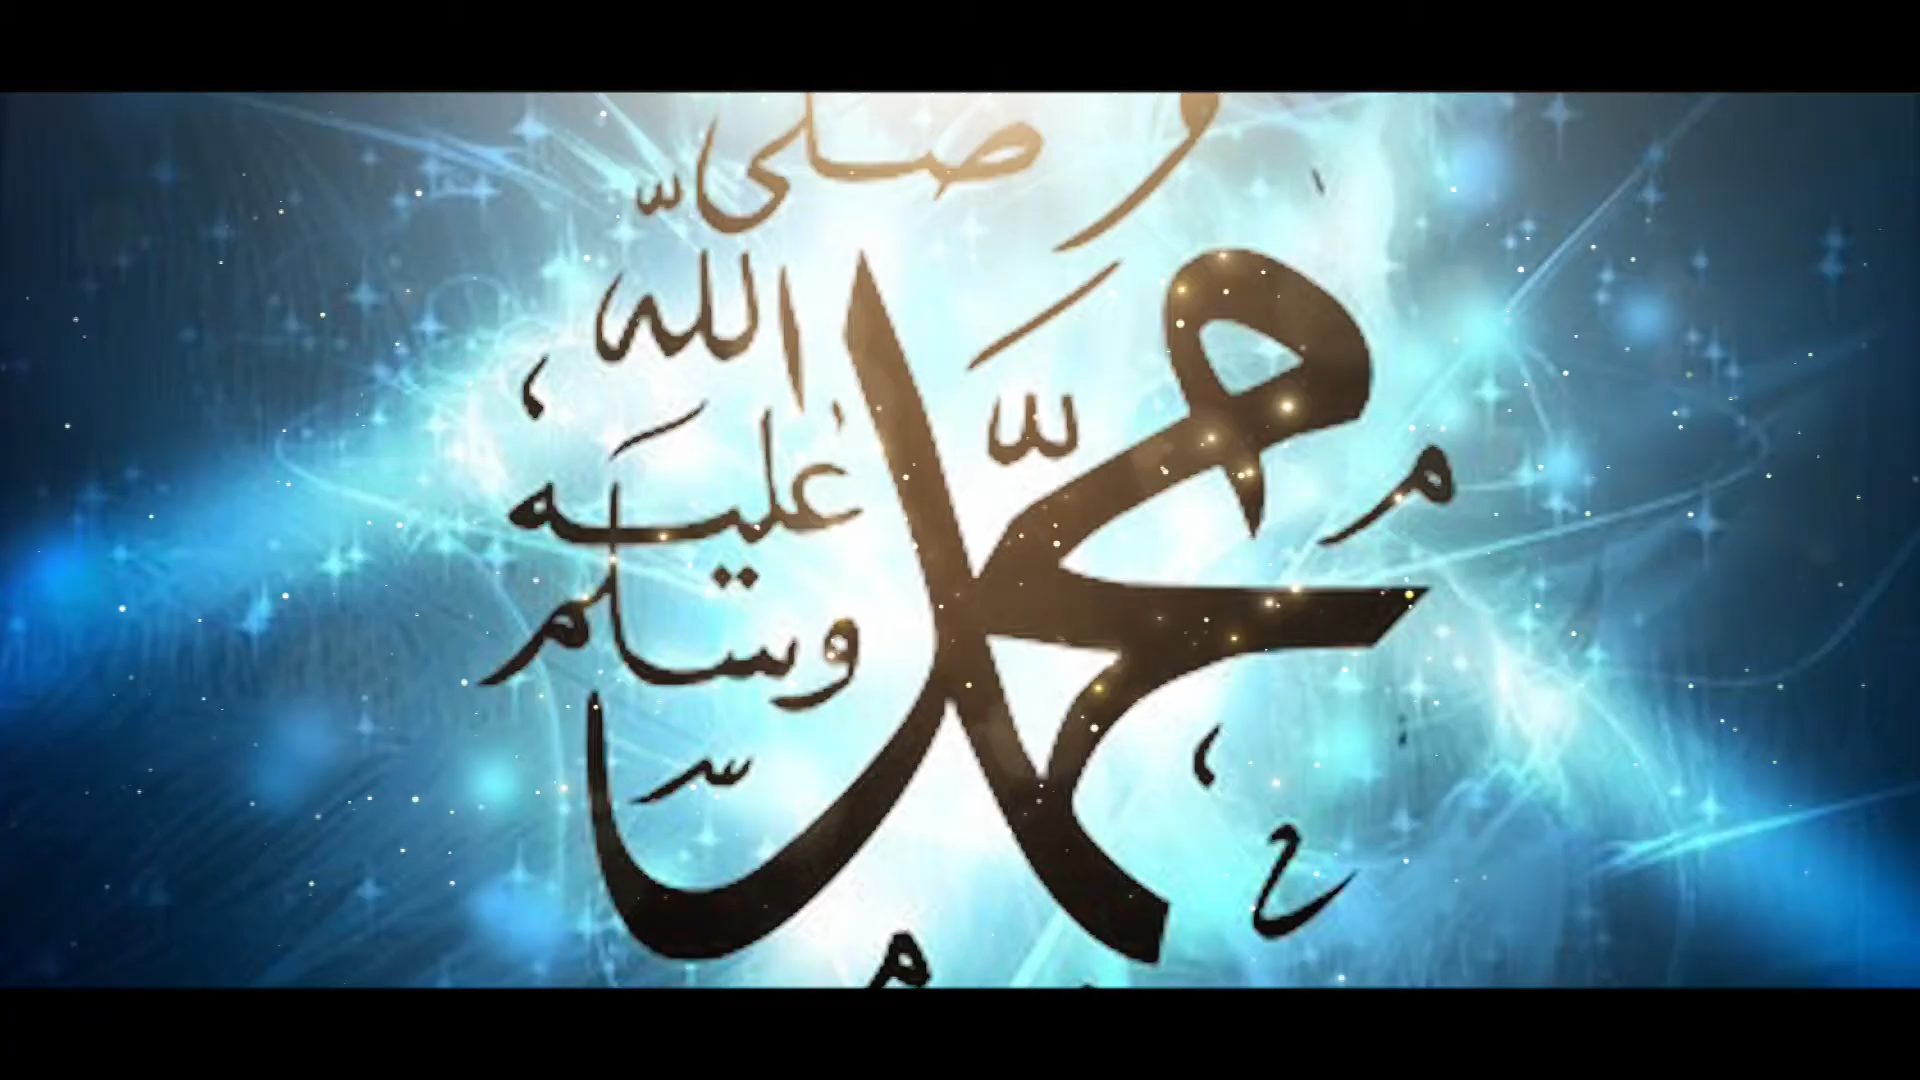 محمد
صلى
الله
عليه
وسلم